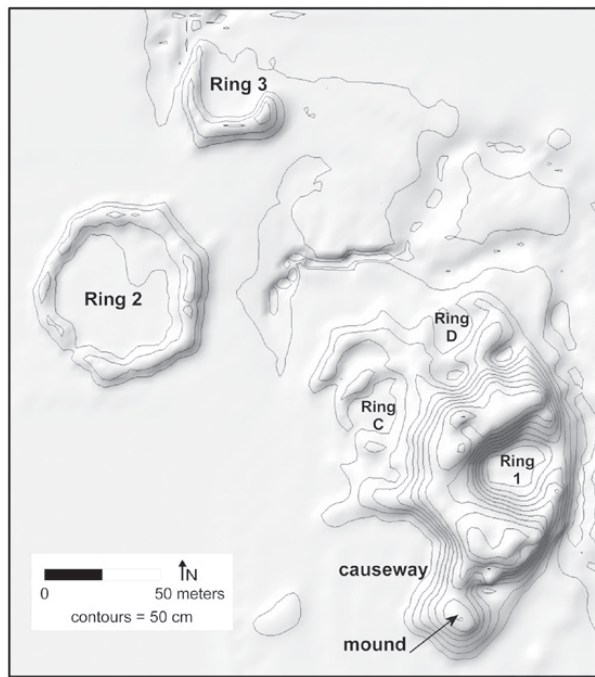 Ring 3
Ring 2
Ring
D
Ring
C
Ring
1
causeway
mound
N
0
50 meters
contours = 50 cm